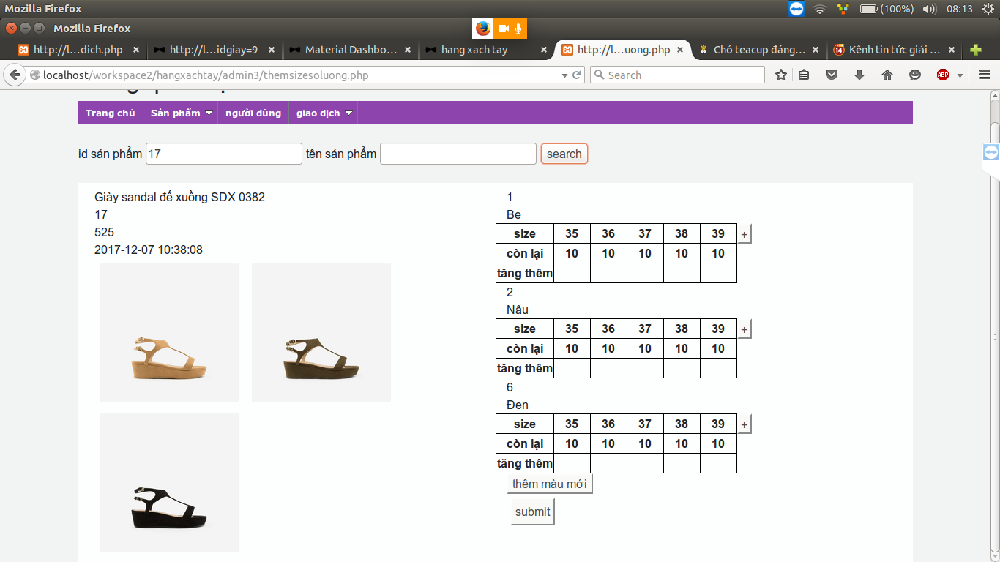 Mozilla Firefox
(100%)
08:13
Mozilla Firefox
http://l...dich.php
http://l...idgiay=9
Material Dashbo...
hang xach tay
http://l...uong.php
Chó teacup đáng...
14
Kênh tin tức giải ...
localhost/workspace2/hangxachtay/admin3/themsizesoluong.php
Search
ABP
Trang chủ
Sản phẩm
người dùng
giao dịch
id sản phẩm 17 tên sản phẩm search
Giày sandal đế xuồng SDX 0382
17
525
2017-12-07 10:38:08
1
Be
size 35 36 37 38 39 +
còn lại 10 10 10 10 10
tăng thêm
2
Nâu
size 35 36 37 38 39 +
còn lại 10 10 10 10 10
tăng thêm
6
Đen
size 35 36 37 38 39 +
còn lại 10 10 10 10 10
tăng thêm
thêm màu mới
submit